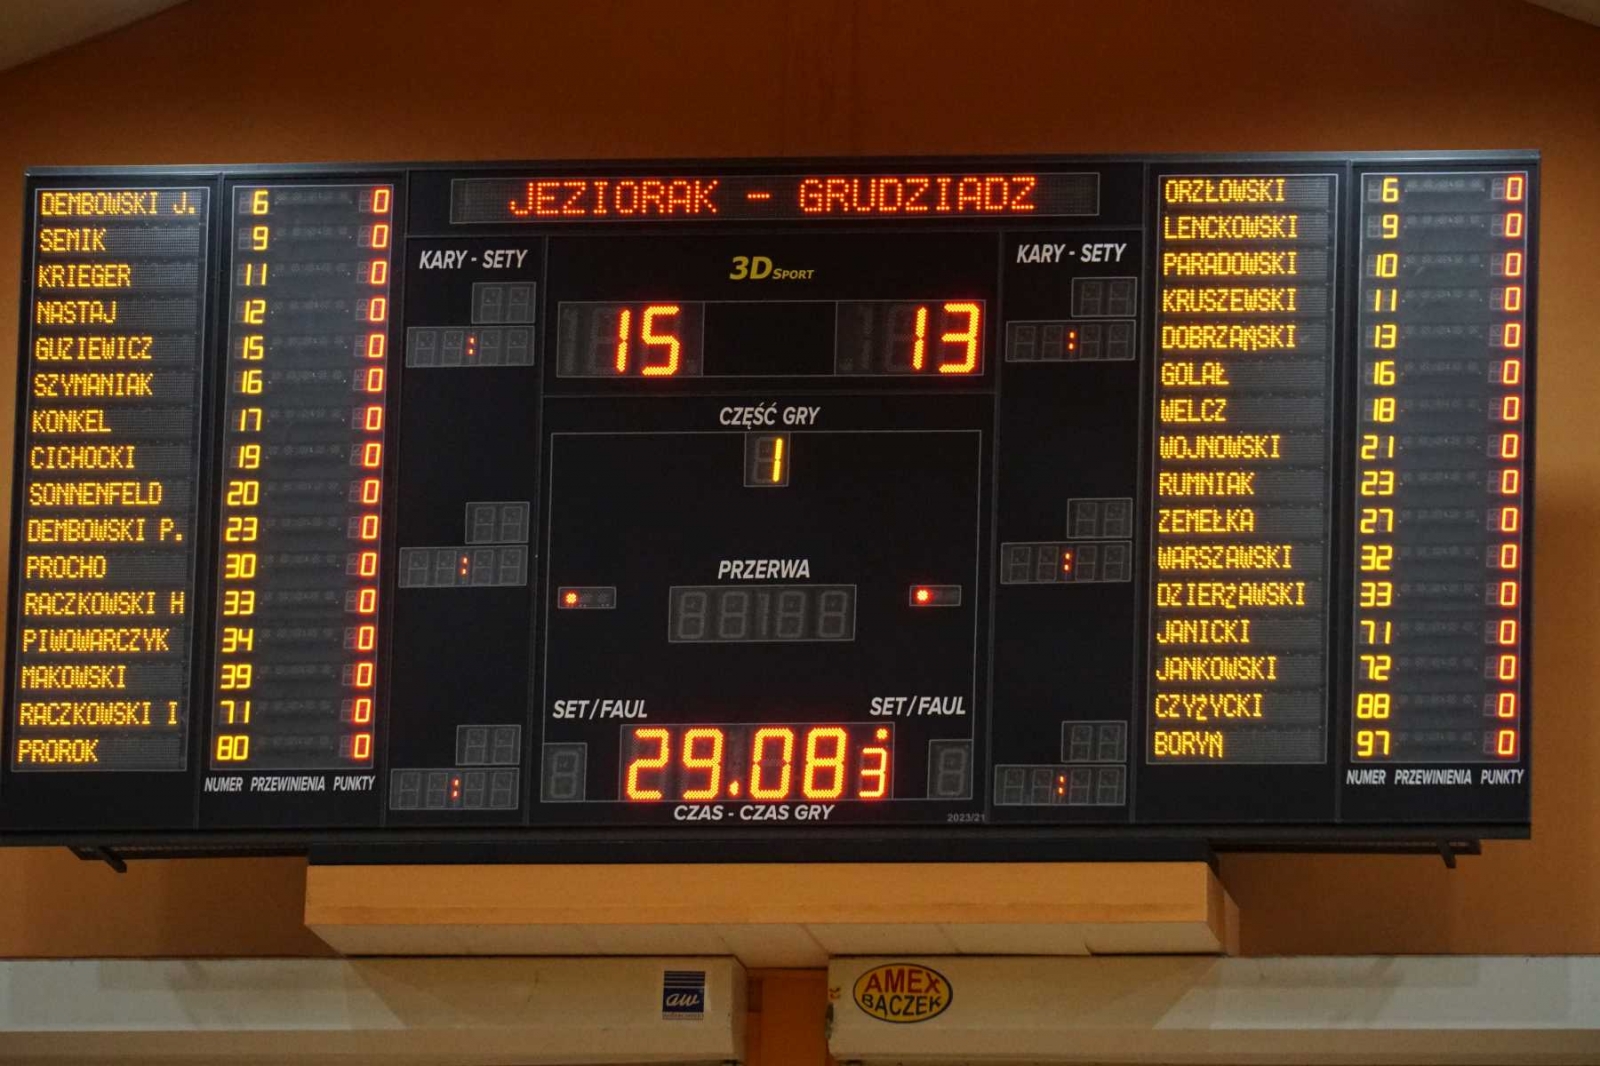 JEZIORAK - GRUDZIADZ
DEMBOWSKI J. 6 0
SEMIK 9 0
KRIEGER 11 0
NASTAJ 12 0
GUZIEWICZ 15 0
SZYMANIAK 16 0
KONKEL 17 0
CICHOCKI 19 0
SONNENFELD 20 0
DEMBOWSKI P. 23 0
PROCHO 30 0
RACZKOWSKI H 33 0
PIWOWARCZYK 34 0
MAKOWSKI 39 0
RACZKOWSKI I 71 0
PROROK 80 0
NUMER PRZEWINIENIA PUNKTY
KARY - SETY
:
:
:
3DSPORT
15 13
CZĘŚĆ GRY
1
PRZERWA
SET/FAUL SET/FAUL
29.08
CZAS - CZAS GRY
2023/21
KARY - SETY
:
:
:
ORZŁOWSKI 6 0
LENCKOWSKI 9 0
PARADOWSKI 10 0
KRUSZEWSKI 11 0
DOBRZAŃSKI 13 0
GOLAŁ 16 0
WELCZ 18 0
WOJNOWSKI 21 0
RUMNIAK 23 0
ZEMEŁKA 27 0
WARSZAWSKI 32 0
DZIERŻAWSKI 33 0
JANICKI 71 0
JANKOWSKI 72 0
CZYŻYCKI 88 0
BORYŃ 97 0
NUMER PRZEWINIENIA PUNKTY
aw
AMEX
BĄCZEK